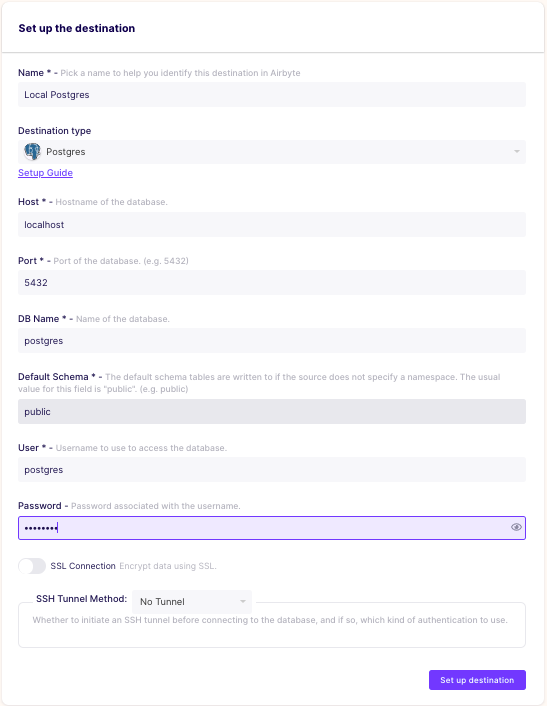 Set up the destination
Name * - Pick a name to help you identify this destination in Airbyte
Local Postgres
Destination type
Postgres
Setup Guide
Host * - Hostname of the database.
localhost
Port * - Port of the database. (e.g. 5432)
5432
DB Name * - Name of the database.
postgres
Default Schema * - The default schema tables are written to if the source does not specify a namespace. The usual
value for this field is "public". (e.g. public)
public
User * - Username to use to access the database.
postgres
Password - Password associated with the username.
••••••••
SSL Connection Encrypt data using SSL.
SSH Tunnel Method: No Tunnel
Whether to initiate an SSH tunnel before connecting to the database, and if so, which kind of authentication to use.
Set up destination